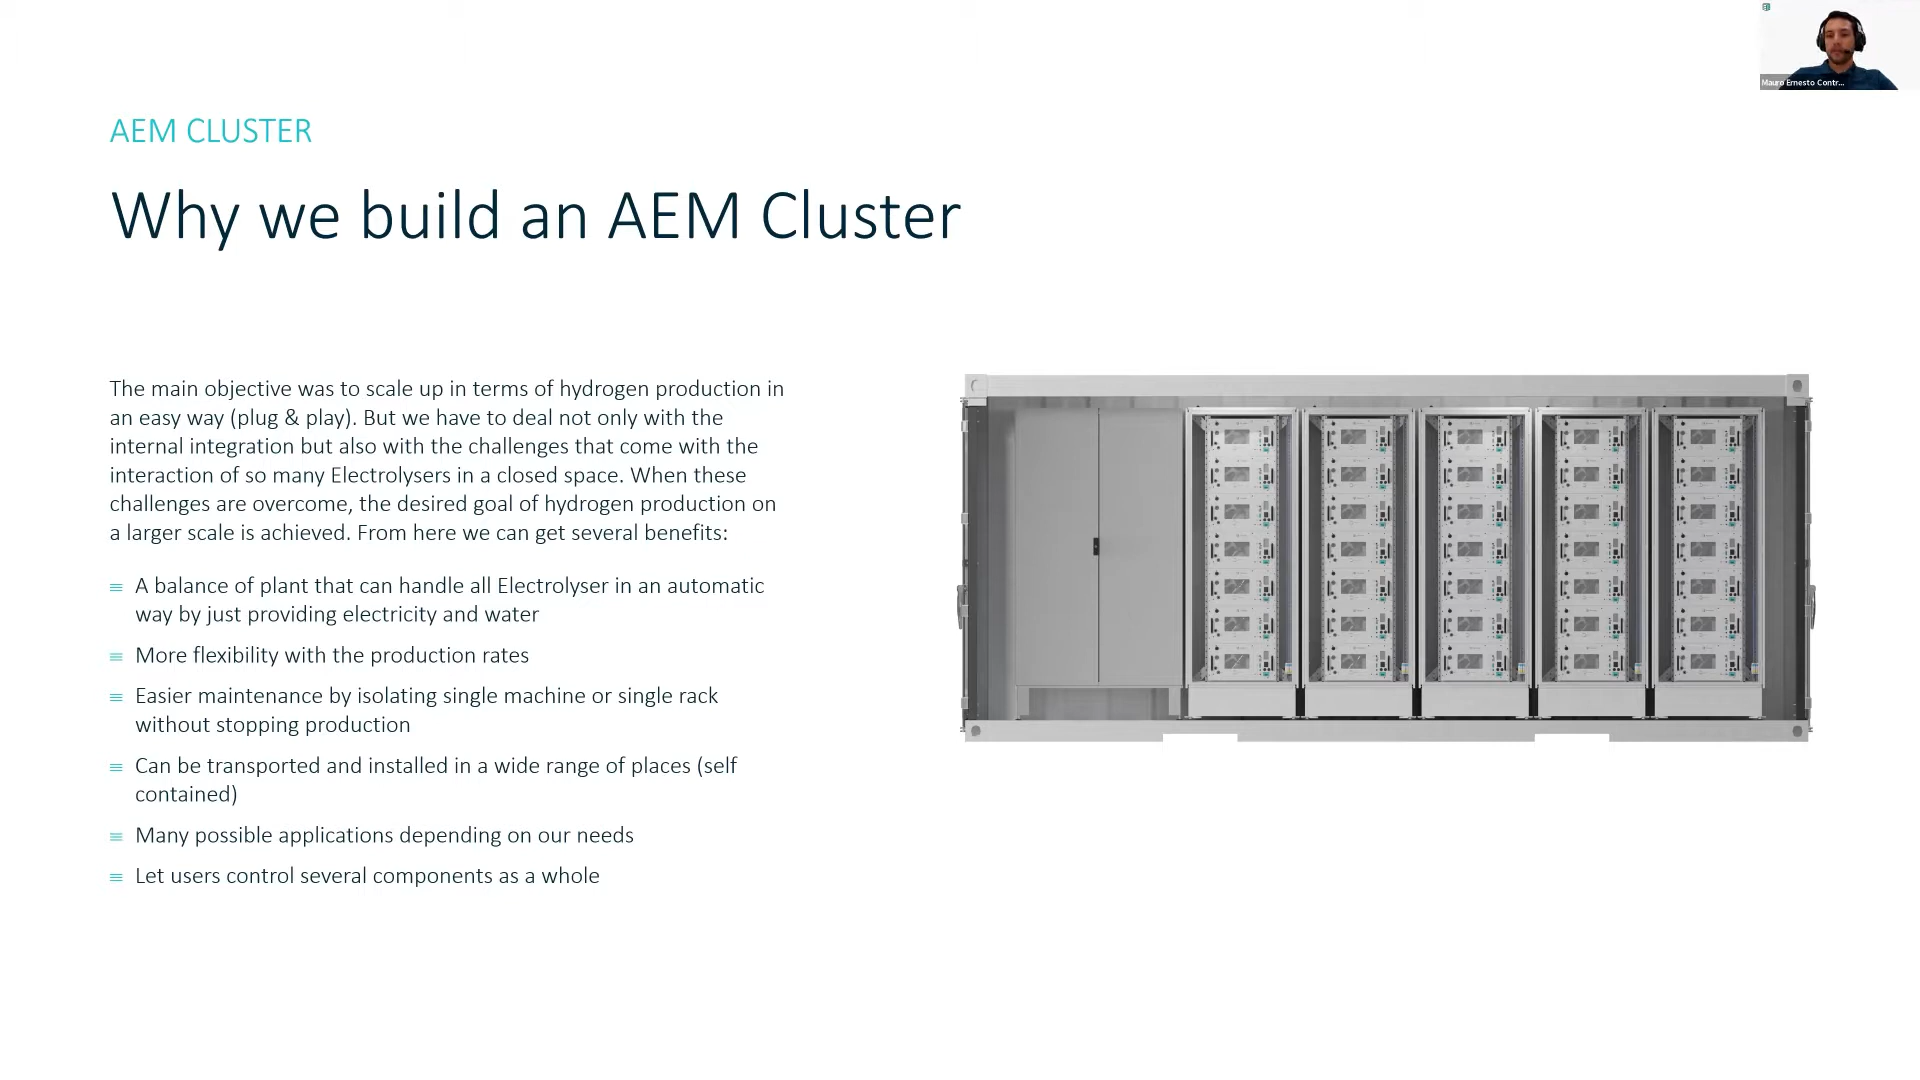 Mauro Ernesto Contr...
AEM CLUSTER
Why we build an AEM Cluster
The main objective was to scale up in terms of hydrogen production in
an easy way (plug & play). But we have to deal not only with the
internal integration but also with the challenges that come with the
interaction of so many Electrolysers in a closed space. When these
challenges are overcome, the desired goal of hydrogen production on
a larger scale is achieved. From here we can get several benefits:
A balance of plant that can handle all Electrolyser in an automatic
way by just providing electricity and water
More flexibility with the production rates
Easier maintenance by isolating single machine or single rack
without stopping production
Can be transported and installed in a wide range of places (self
contained)
Many possible applications depending on our needs
Let users control several components as a whole